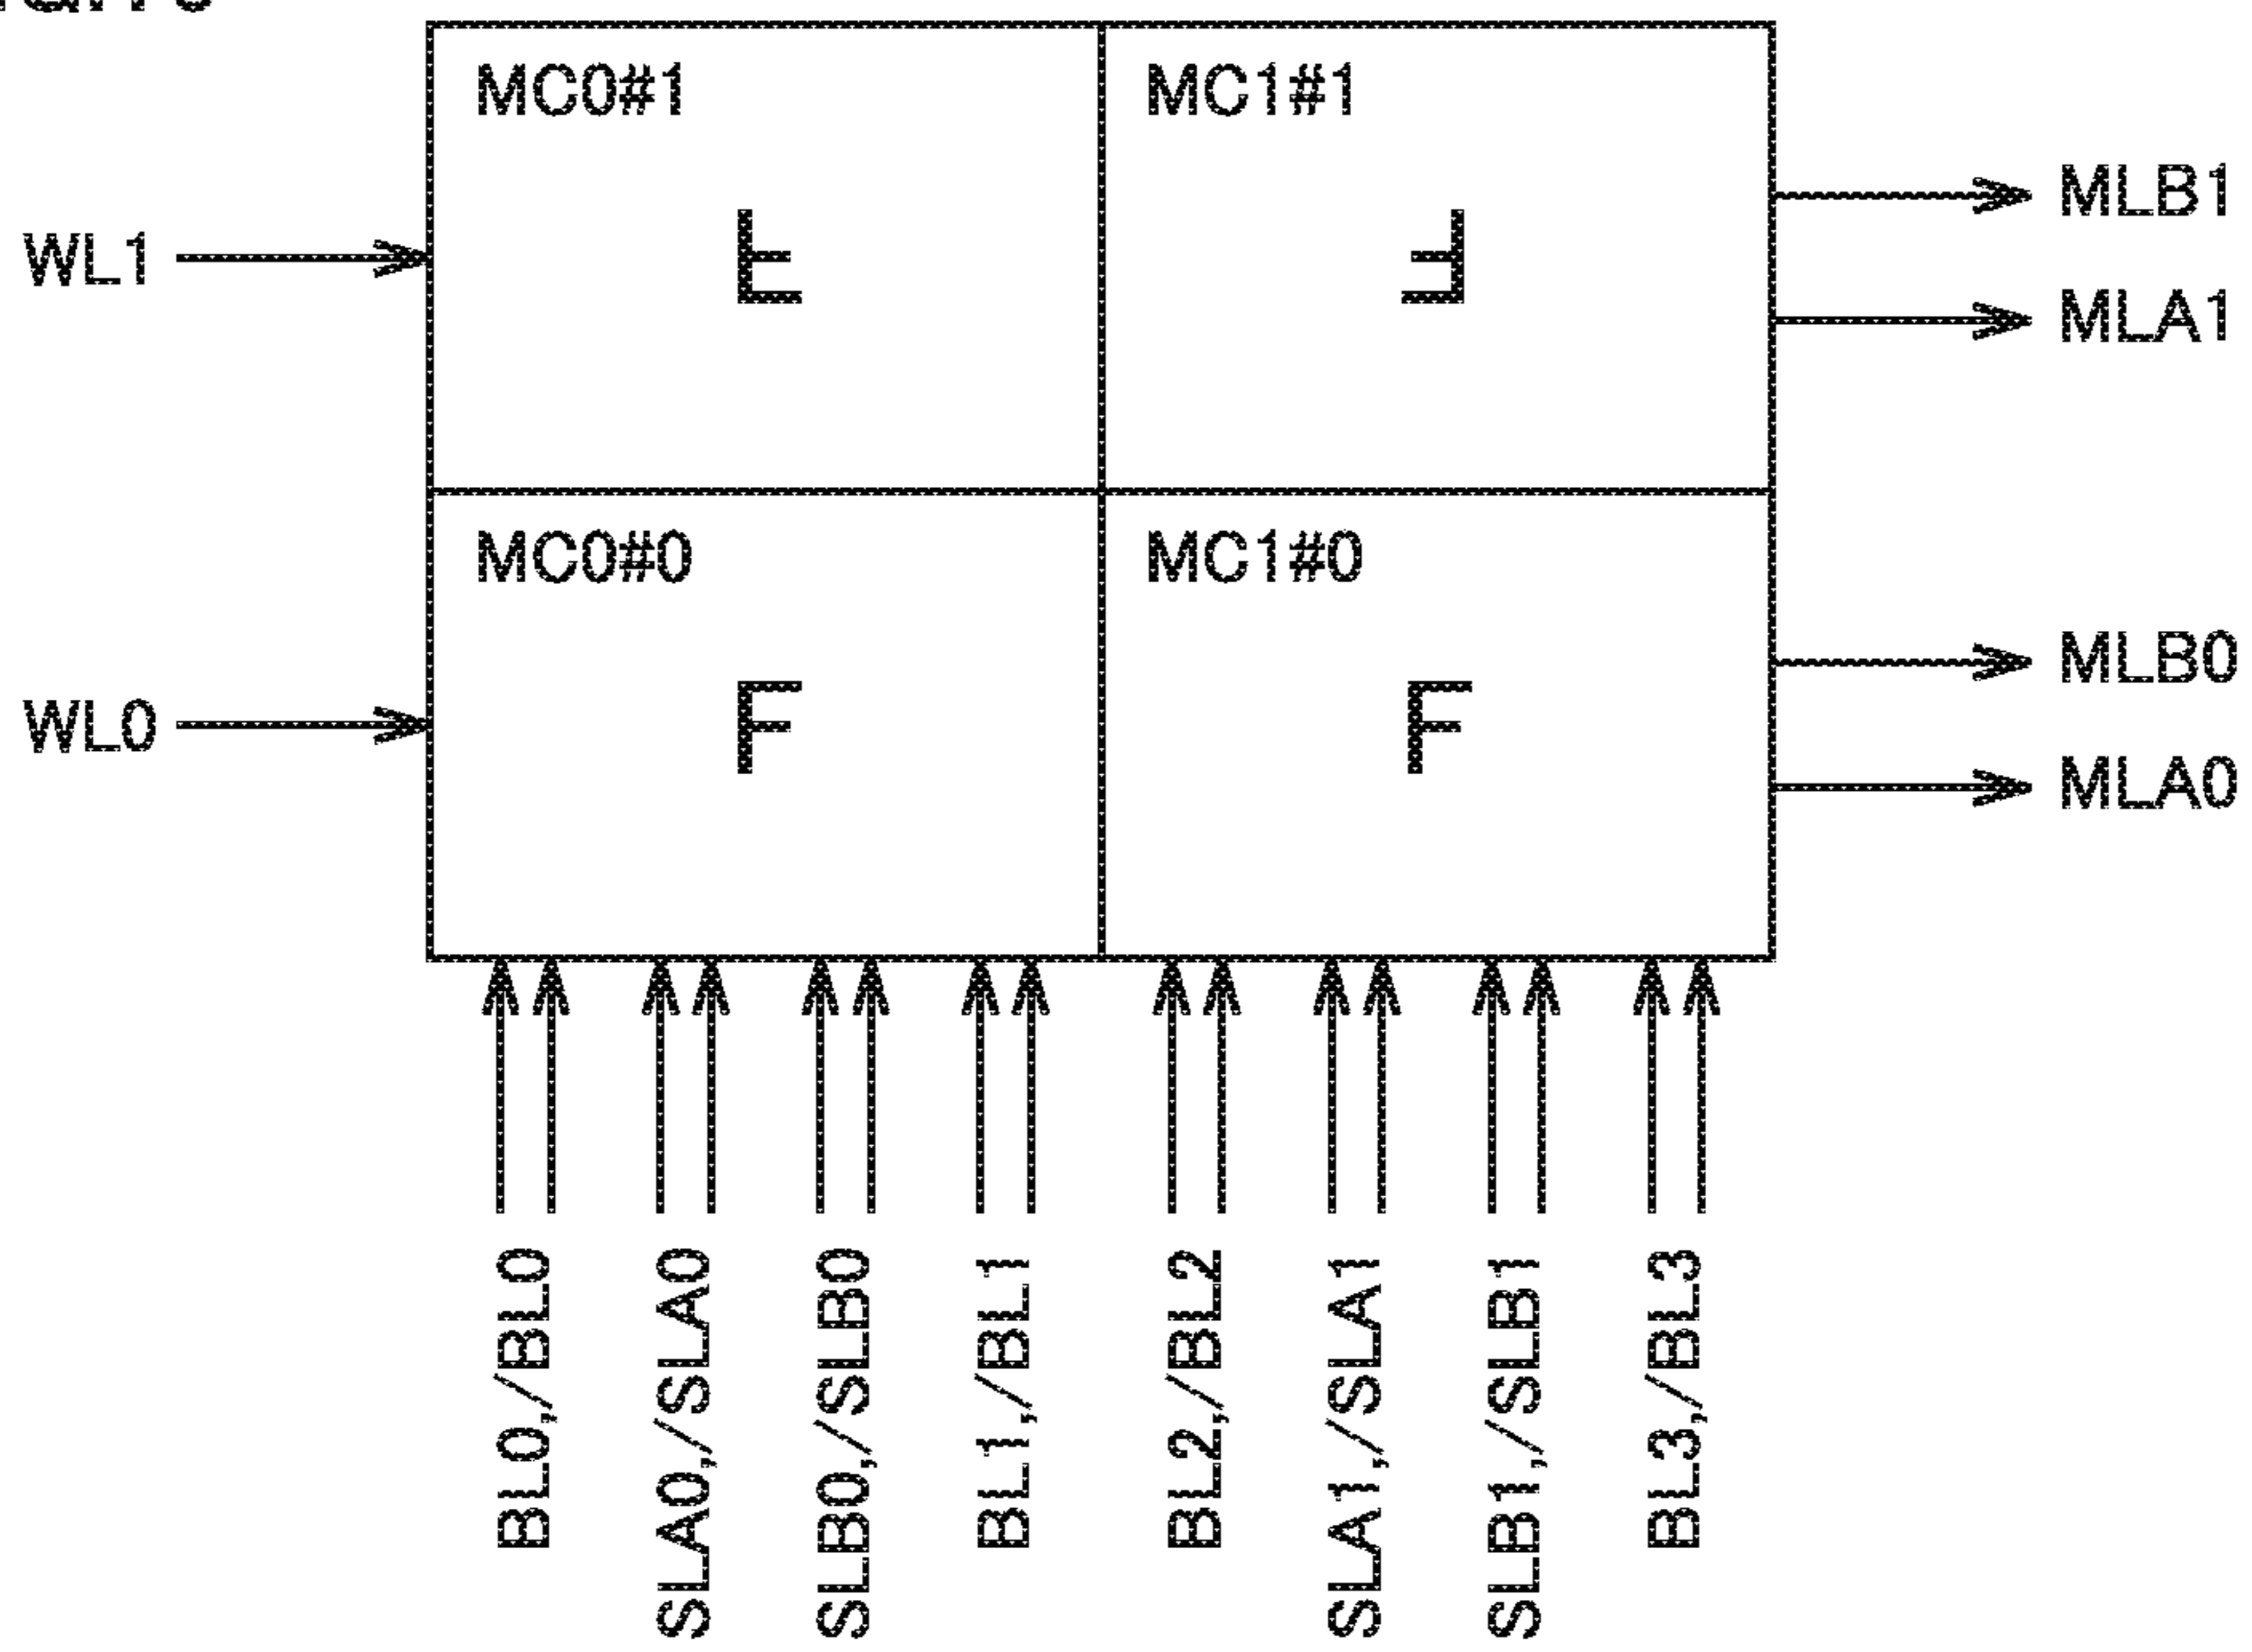 MC0#1
MC1#1
MLB1
WL1
MLA1
MC0#0
MC1#0
MLB0
WL0
F
F
MLA0
BL0,/BL0
SLA0,/SLA0
SLB0,/SLB0
BL1,/BL1
BL2,/BL2
SLA1,/SLA1
SLB1,/SLB1
BL3,/BL3